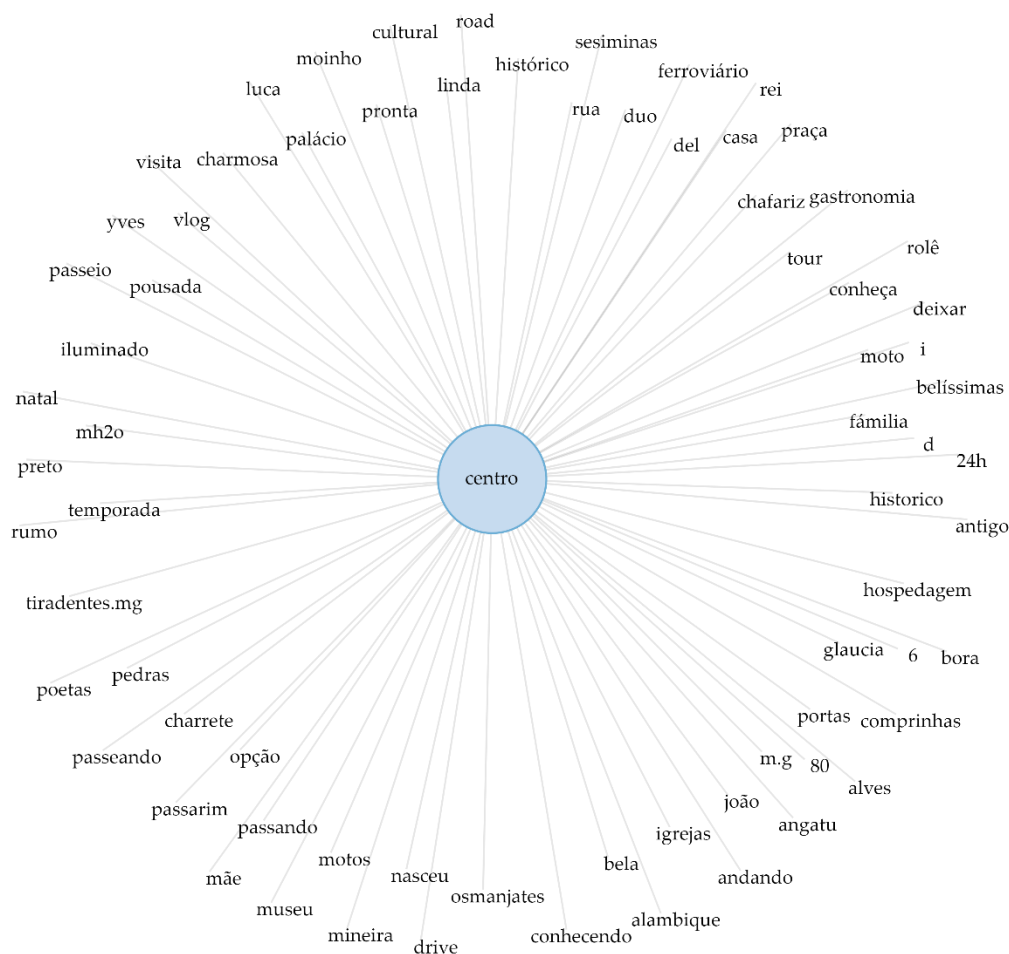 road
cultural
sesiminas
moinho
histórico
ferroviário
luca
linda
rei
pronta
rua
duo
palácio
del
casa
praça
visita
charmosa
yves
vlog
chafariz
gastronomia
passeio
pousada
tour
rolê
conheça
deixar
iluminado
moto
i
natal
belíssimas
mh2o
fámilia
preto
d
24h
centro
temporada
historico
rumo
antigo
tiradentes.mg
hospedagem
poetas
pedras
glaucia
6
bora
charrete
portas
comprinhas
passeando
opção
m.g
80
alves
passarim
passando
joão
angatu
mãe
motos
igrejas
museu
nasceu
bela
andando
mineira
osmanjates
alambique
drive
conhecendo